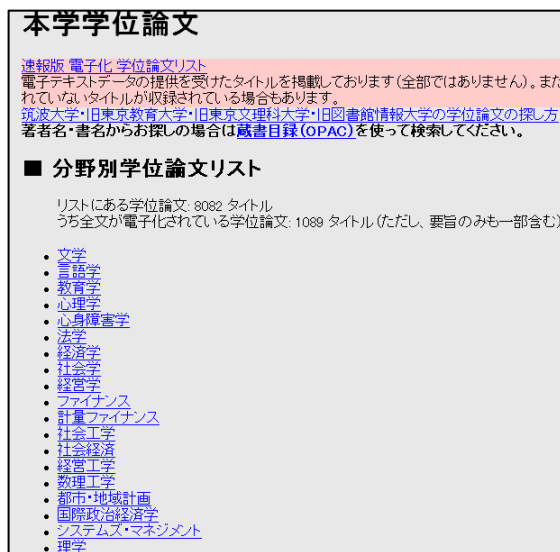 本学学位論文
速報版 電子化 学位論文リスト
電子テキストデータの提供を受けたタイトルを掲載しております(全部ではありません)。また
れていないタイトルが収録されている場合もあります。
筑波大学・旧東京教育大学・旧東京文理科大学・旧図書館情報大学の学位論文の探し方
著者名・書名からお探しの場合は蔵書目録(OPAC)を使って検索してください。
■ 分野別学位論文リスト
リストにある学位論文: 8082 タイトル
うち全文が電子化されている学位論文: 1089 タイトル(ただし、要旨のみも一部含む)
• 文学
• 言語学
• 教育学
• 心理学
• 心身障害学
• 法学
• 経済学
• 社会学
• 経営学
• ファイナンス
• 計量ファイナンス
• 社会工学
• 社会経済
• 経営工学
• 数理工学
• 都市・地域計画
• 国際政治経済学
• システムズ・マネジメント
• 理学